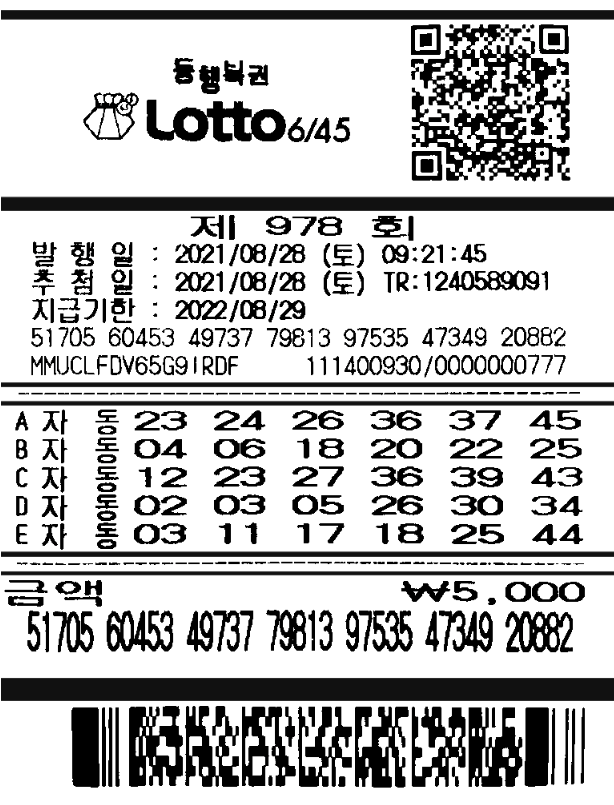 동행복권
Lotto 6/45
제 978 회
발 행 일 : 2021/08/28 (토) 09:21:45
추 첨 일 : 2021/08/28 (토) TR:1240589091
지급기한 : 2022/08/29
51705 60453 49737 79813 97535 47349 20882
MMUCLFDV65G9IRDF 111400930/0000000777
A 자 동 23 24 26 36 37 45
B 자 동 04 06 18 20 22 25
C 자 동 12 23 27 36 39 43
D 자 동 02 03 05 26 30 34
E 자 동 03 11 17 18 25 44
금액 ₩5,000
51705 60453 49737 79813 97535 47349 20882